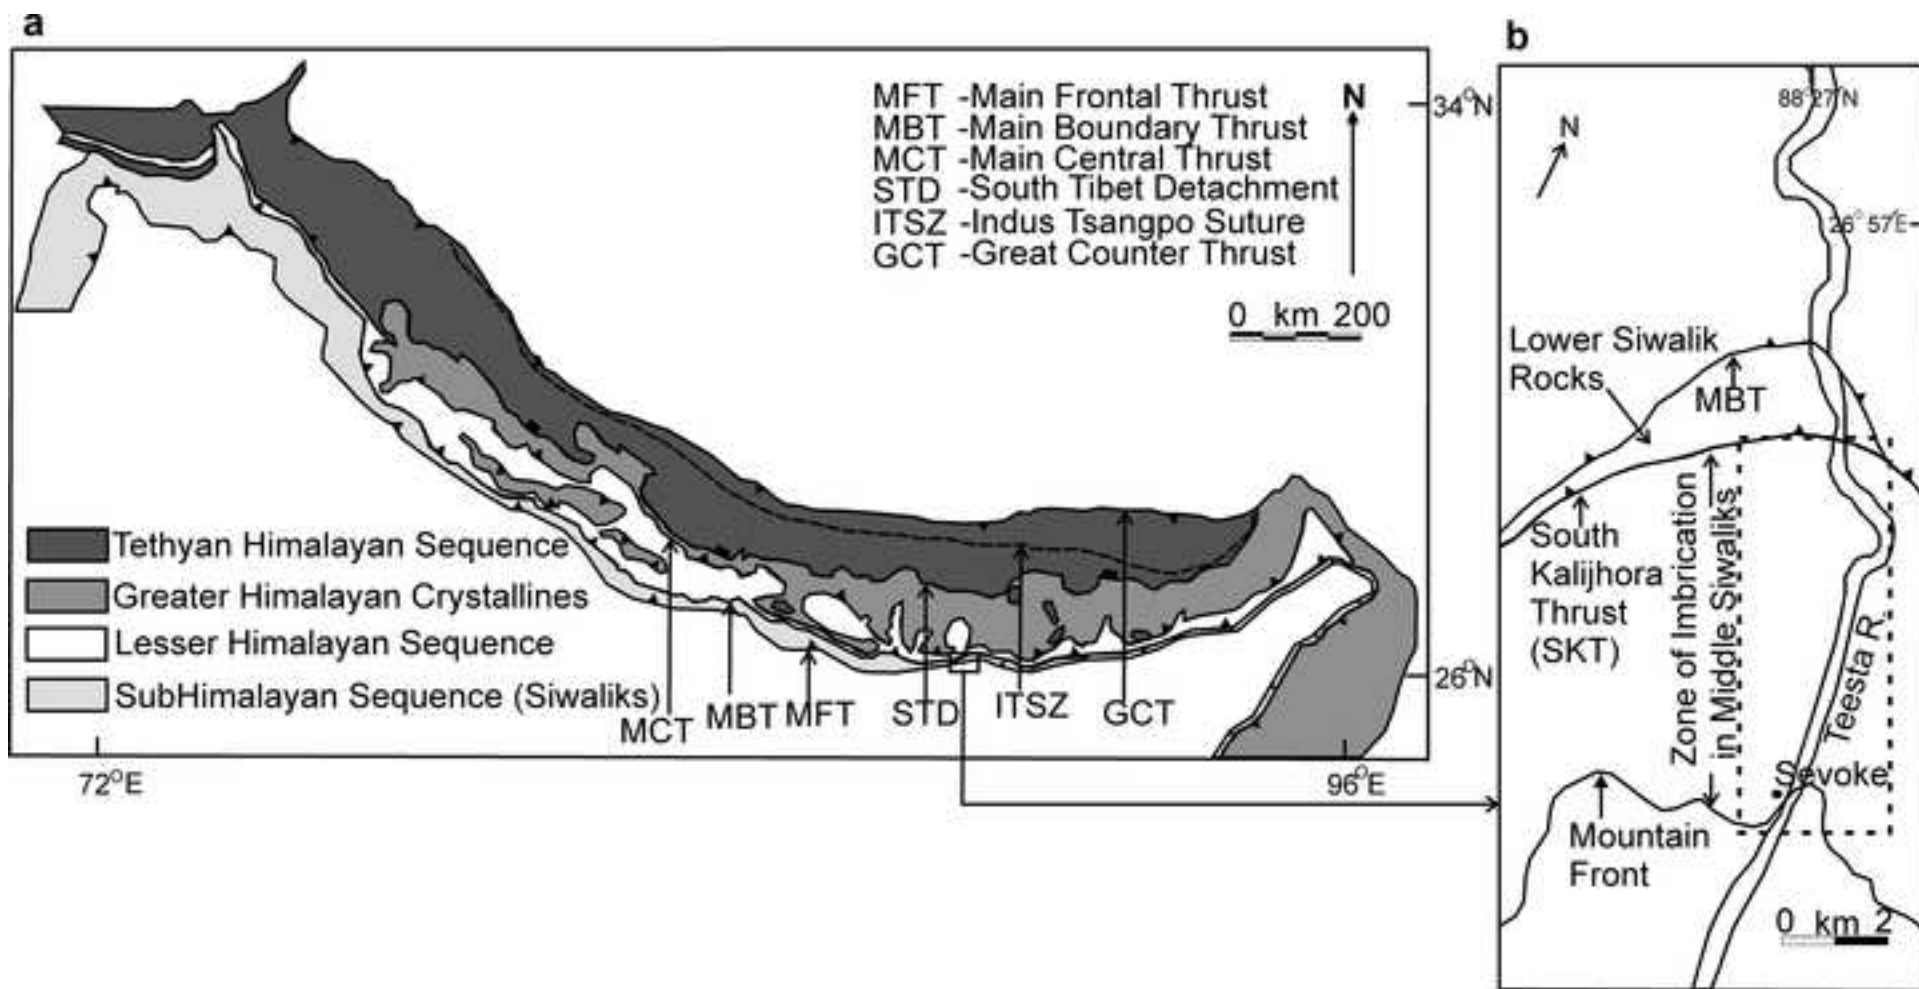 a
MFT -Main Frontal Thrust
MBT -Main Boundary Thrust
MCT -Main Central Thrust
STD -South Tibet Detachment
ITSZ -Indus Tsangpo Suture
GCT -Great Counter Thrust
N
34°N
0 km 200
Tethyan Himalayan Sequence
Greater Himalayan Crystallines
Lesser Himalayan Sequence
SubHimalayan Sequence (Siwaliks)
MCT
MBT
MFT
STD
ITSZ
GCT
26°N
72°E
96°E
b
88°27'N
N
26°57'E
Lower Siwalik
Rocks
MBT
South
Kalijhora
Thrust
(SKT)
Zone of Imbrication
in Middle Siwaliks
Teesta R.
Sevoke
Mountain
Front
0 km 2